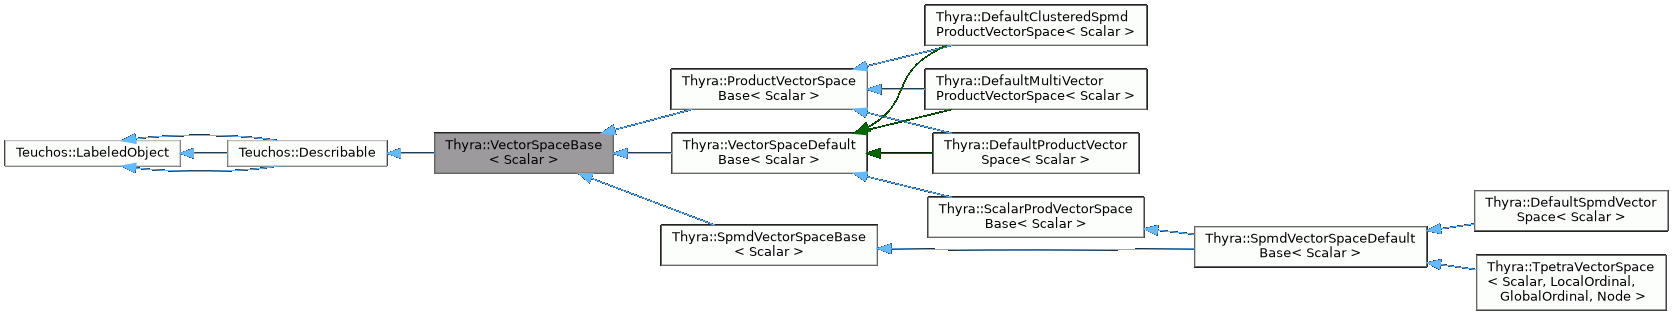 Teuchos::LabeledObject
Teuchos::Describable
Thyra::VectorSpaceBase
< Scalar >
Thyra::ProductVectorSpace
Base< Scalar >
Thyra::VectorSpaceDefault
Base< Scalar >
Thyra::SpmdVectorSpaceBase
< Scalar >
Thyra::DefaultClusteredSpmd
ProductVectorSpace< Scalar >
Thyra::DefaultMultiVector
ProductVectorSpace< Scalar >
Thyra::DefaultProductVector
Space< Scalar >
Thyra::ScalarProdVectorSpace
Base< Scalar >
Thyra::SpmdVectorSpaceDefault
Base< Scalar >
Thyra::DefaultSpmdVector
Space< Scalar >
Thyra::TpetraVectorSpace
< Scalar, LocalOrdinal,
GlobalOrdinal, Node >